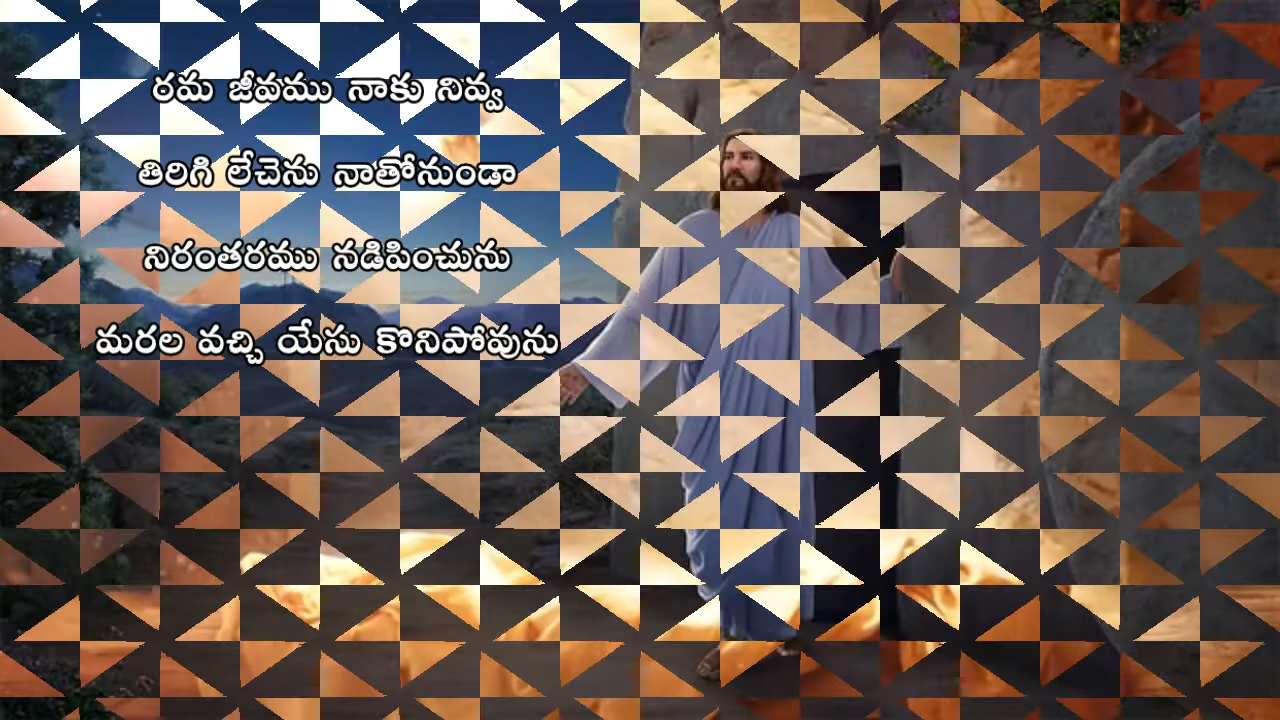 రమ జీవము నాకు నివ్వ
తిరిగి లేచెను నాతోనుండా
నిరంతరము నడిపించును
మరల వచ్చి యేసు కొనిపోవును